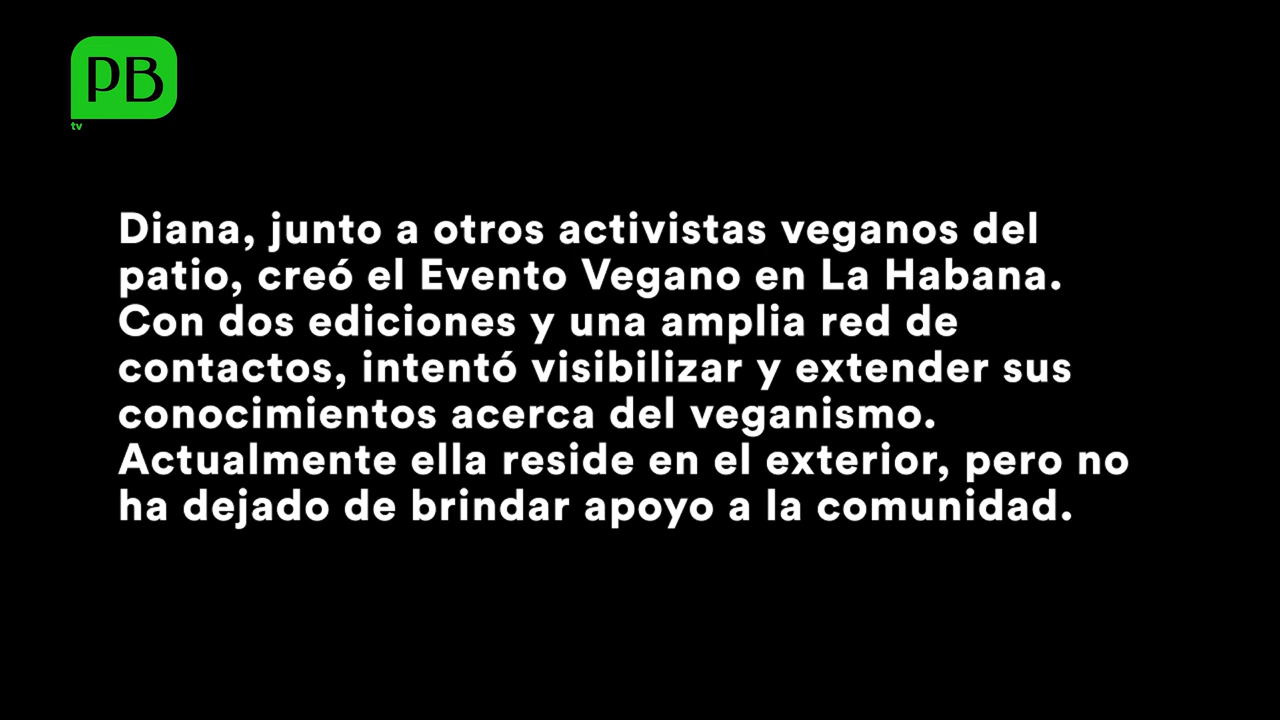 PB
tv
Diana, junto a otros activistas veganos del
patio, creó el Evento Vegano en La Habana.
Con dos ediciones y una amplia red de
contactos, intentó visibilizar y extender sus
conocimientos acerca del veganismo.
Actualmente ella reside en el exterior, pero no
ha dejado de brindar apoyo a la comunidad.